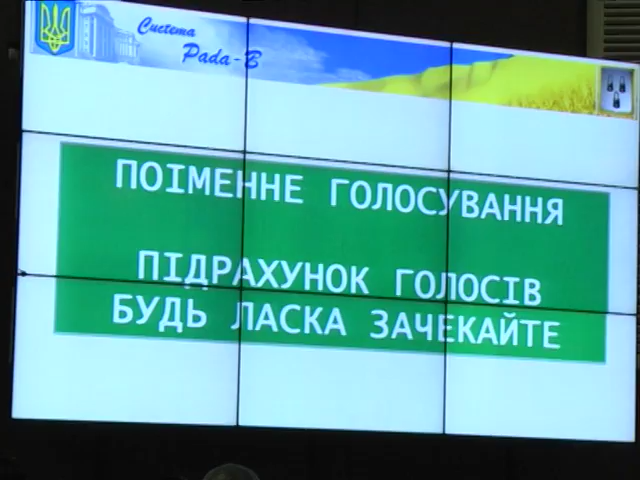 Система
Рада-В
ПОІМЕННЕ ГОЛОСУВАННЯ
ПІДРАХУНОК ГОЛОСІВ
БУДЬ ЛАСКА ЗАЧЕКАЙТЕ